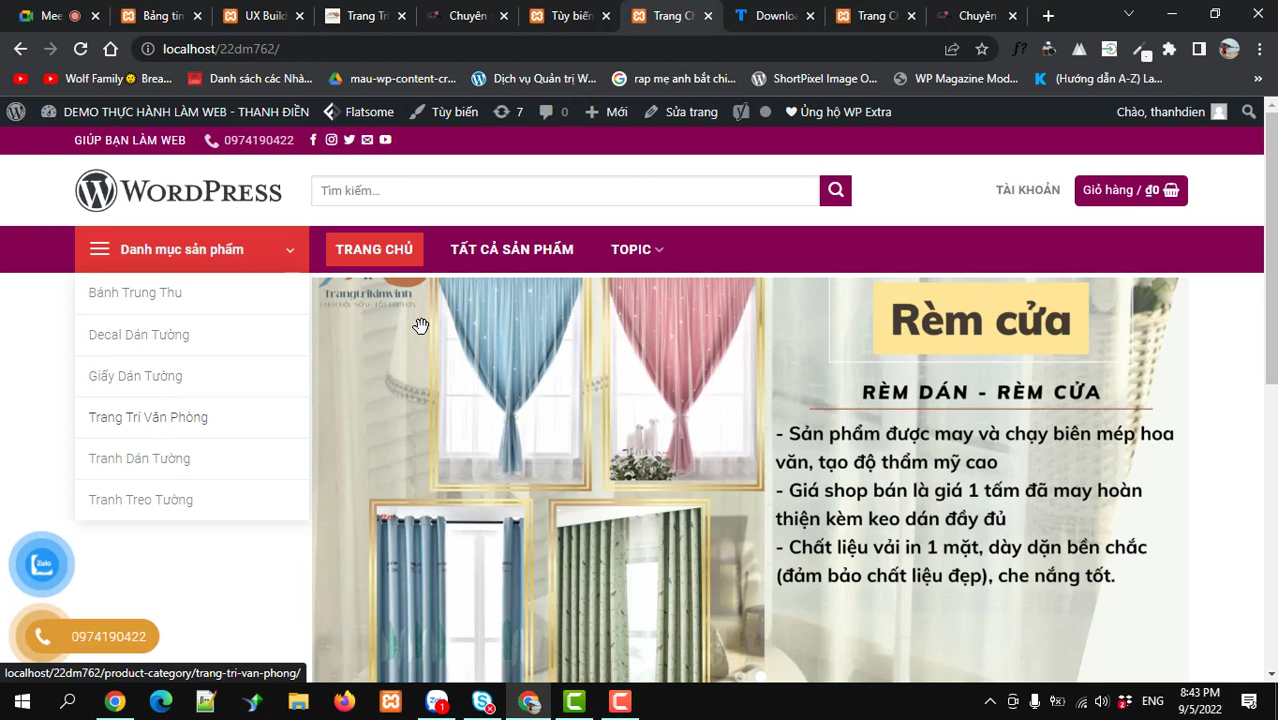 Mee
Bảng tin
UX Build
Trang Trí
Chuyên
Tùy biến
Trang Ch
Downloa
Trang Ch
Chuyên
localhost/22dm762/
Wolf Family Brea...
Danh sách các Nhà...
mau-wp-content-cr...
Dịch vụ Quản trị W...
rap mẹ anh bắt chi...
ShortPixel Image O...
WP Magazine Mod...
(Hướng dẫn A-Z) La...
DEMO THỰC HÀNH LÀM WEB - THANH ĐIỀN
Flatsome
Tùy biến
7
0
Mới
Sửa trang
Ủng hộ WP Extra
Chào, thanhdien
GIÚP BẠN LÀM WEB
0974190422
WORDPRESS
Tìm kiếm...
TÀI KHOẢN
Giỏ hàng / ₫0
Danh mục sản phẩm
TRANG CHỦ
TẤT CẢ SẢN PHẨM
TOPIC
Bánh Trung Thu
Decal Dán Tường
Giấy Dán Tường
Trang Trí Văn Phòng
Tranh Dán Tường
Tranh Treo Tường
Trangtrikimvinh
Rèm cửa
RÈM DÁN - RÈM CỬA
- Sản phẩm được may và chạy biên mép hoa
văn, tạo độ thẩm mỹ cao
- Giá shop bán là giá 1 tấm đã may hoàn
thiện kèm keo dán đầy đủ
- Chất liệu vải in 1 mặt, dày dặn bền chắc
(đảm bảo chất liệu đẹp), che nắng tốt.
Zalo
0974190422
localhost/22dm762/product-category/trang-tri-van-phong/
Zalo
1
2
ENG
8:43 PM
9/5/2022